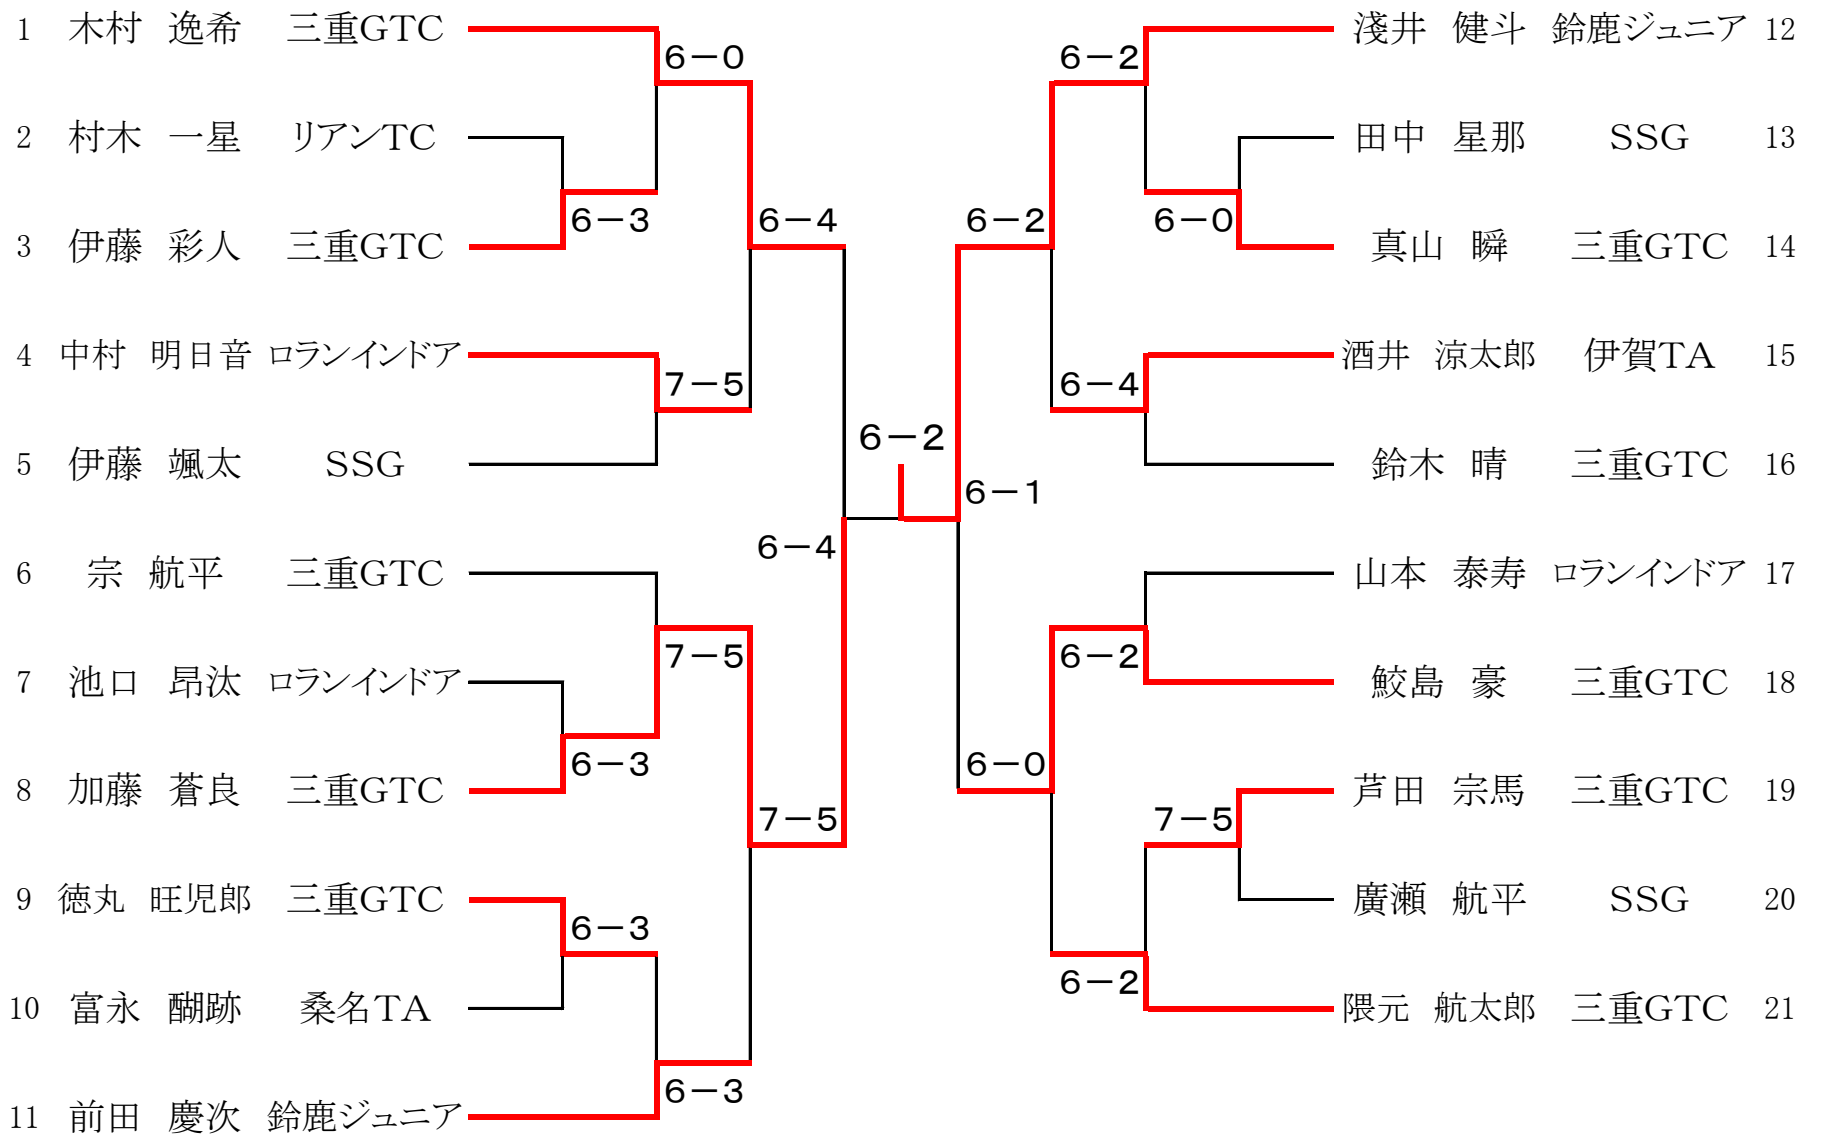 1 木村 逸希 三重GTC
2 村木 一星 リアンTC
3 伊藤 彩人 三重GTC
4 中村 明日音 ロランインドア
5 伊藤 颯太 SSG
6 宗 航平 三重GTC
7 池口 昂汰 ロランインドア
8 加藤 蒼良 三重GTC
9 徳丸 旺児郎 三重GTC
10 富永 醐跡 桑名TA
11 前田 慶次 鈴鹿ジュニア
6－0
6－3
7－5
7－5
6－3
6－3
6－3
6－4
7－5
6－4
6－2
6－1
6－2
6－0
6－2
6－0
6－4
6－2
7－5
6－2
淺井 健斗 鈴鹿ジュニア 12
田中 星那 SSG 13
真山 瞬 三重GTC 14
酒井 涼太郎 伊賀TA 15
鈴木 晴 三重GTC 16
山本 泰寿 ロランインドア 17
鮫島 豪 三重GTC 18
芦田 宗馬 三重GTC 19
廣瀬 航平 SSG 20
隈元 航太郎 三重GTC 21